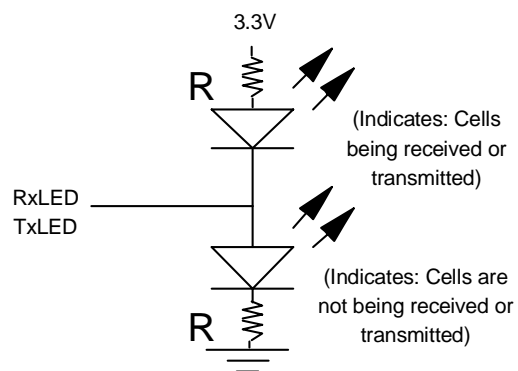 3.3V
R
(Indicates: Cells
being received or
transmitted)
RxLED
TxLED
(Indicates: Cells are
not being received or
transmitted)
R